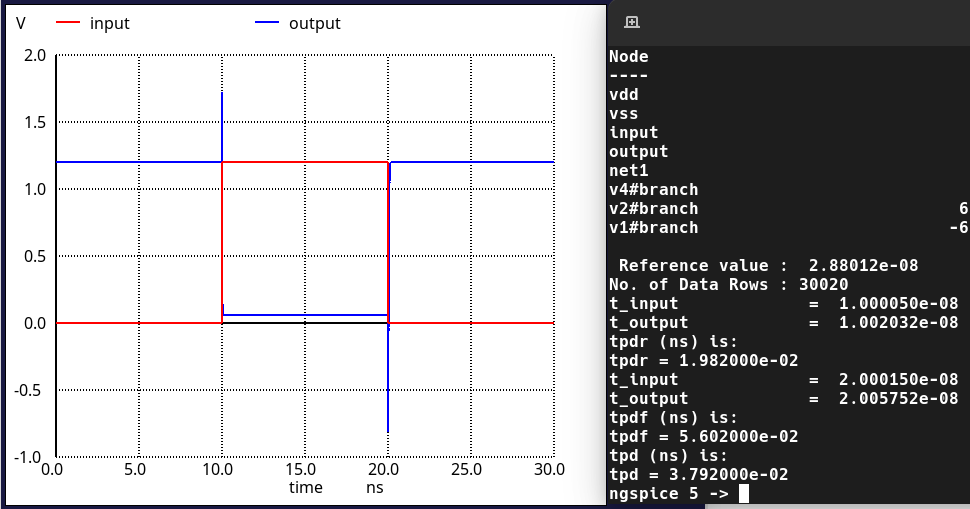 V input output
2.0
1.5
1.0
0.5
0.0
-0.5
-1.0
0.0 5.0 10.0 15.0 20.0 25.0 30.0
time ns
Node
----
vdd
vss
input
output
net1
v4#branch
v2#branch 6
v1#branch -6
Reference value : 2.88012e-08
No. of Data Rows : 30020
t_input = 1.000050e-08
t_output = 1.002032e-08
tpdr (ns) is:
tpdr = 1.982000e-02
t_input = 2.000150e-08
t_output = 2.005752e-08
tpdf (ns) is:
tpdf = 5.602000e-02
tpd (ns) is:
tpd = 3.792000e-02
ngspice 5 ->